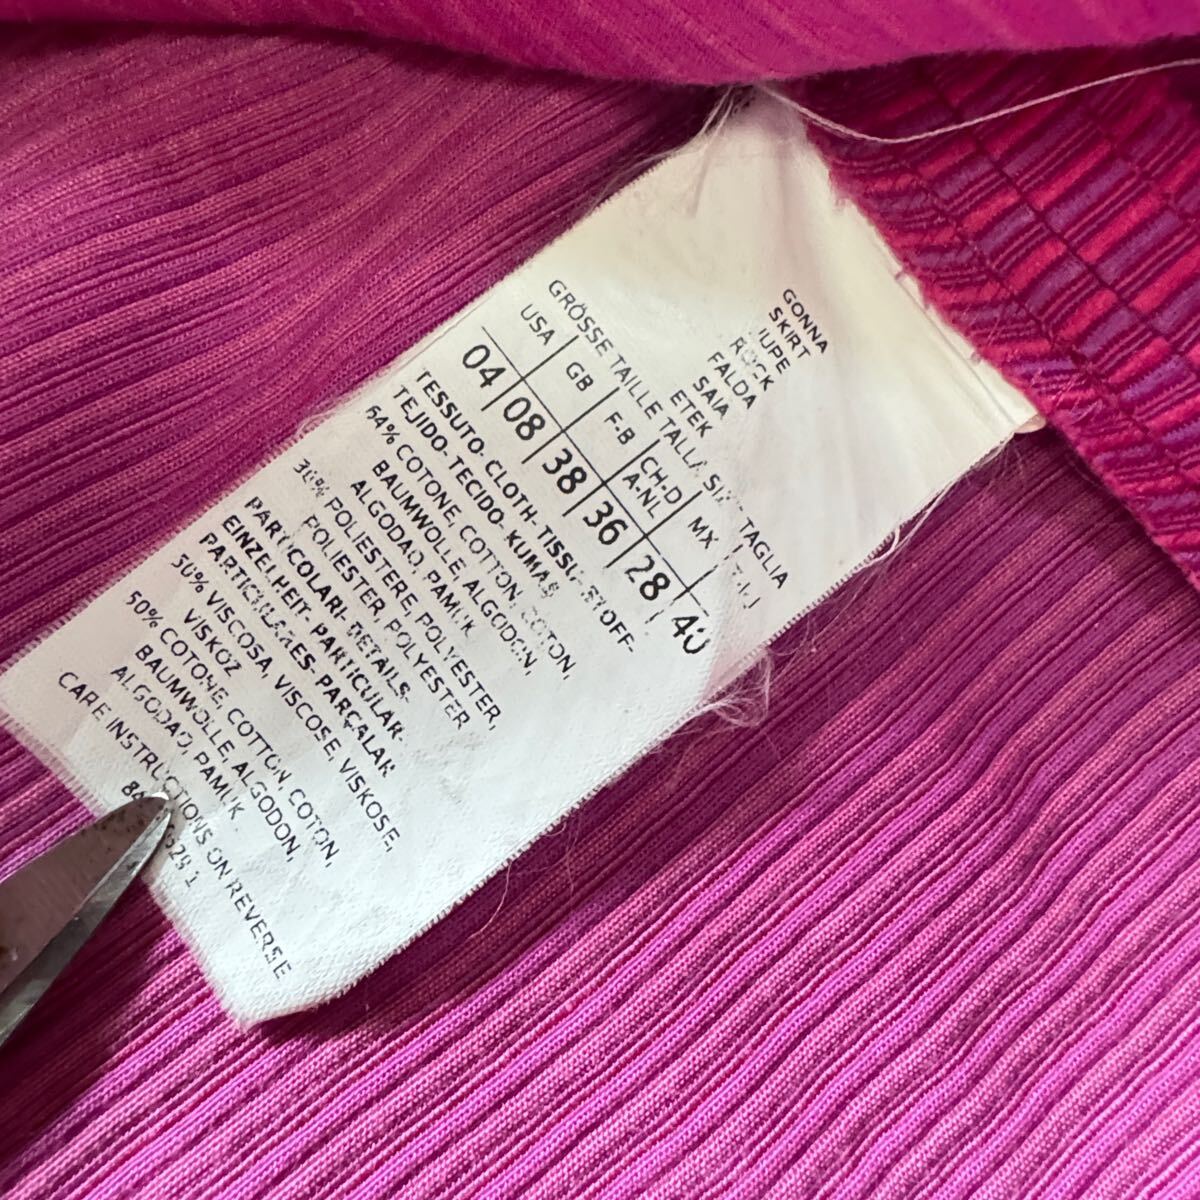 GONNA
SKIRT
JUPE
ROCK
FALDA
SAIA
ETEK
GRÖSSE TAILLE TALLA TAGLIA
USA GB F-B CH-D A-NL MX
04 08 38 36 28 40
TESSUTO-CLOTH-TISSU-STOFF-
TEJIDO-TECIDO-KUMAŞ
64% COTONE, COTTON, COTON,
BAUMWOLLE, ALGODON,
ALGODAO, PAMUK
POLIESTERE, POLYESTER,
POLIESTER, POLYESTER
PARTICOLARI-DETAILS-
EINZELHEIT-PARTICULAR-
PARTICULARES-PARÇALAR
50% VISCOSA, VISCOSE, VISKOSE,
VISKOZ
50% COTONE, COTTON, COTON,
BAUMWOLLE, ALGODON,
ALGODAO, PAMUK
CARE INSTRUCTIONS ON REVERSE